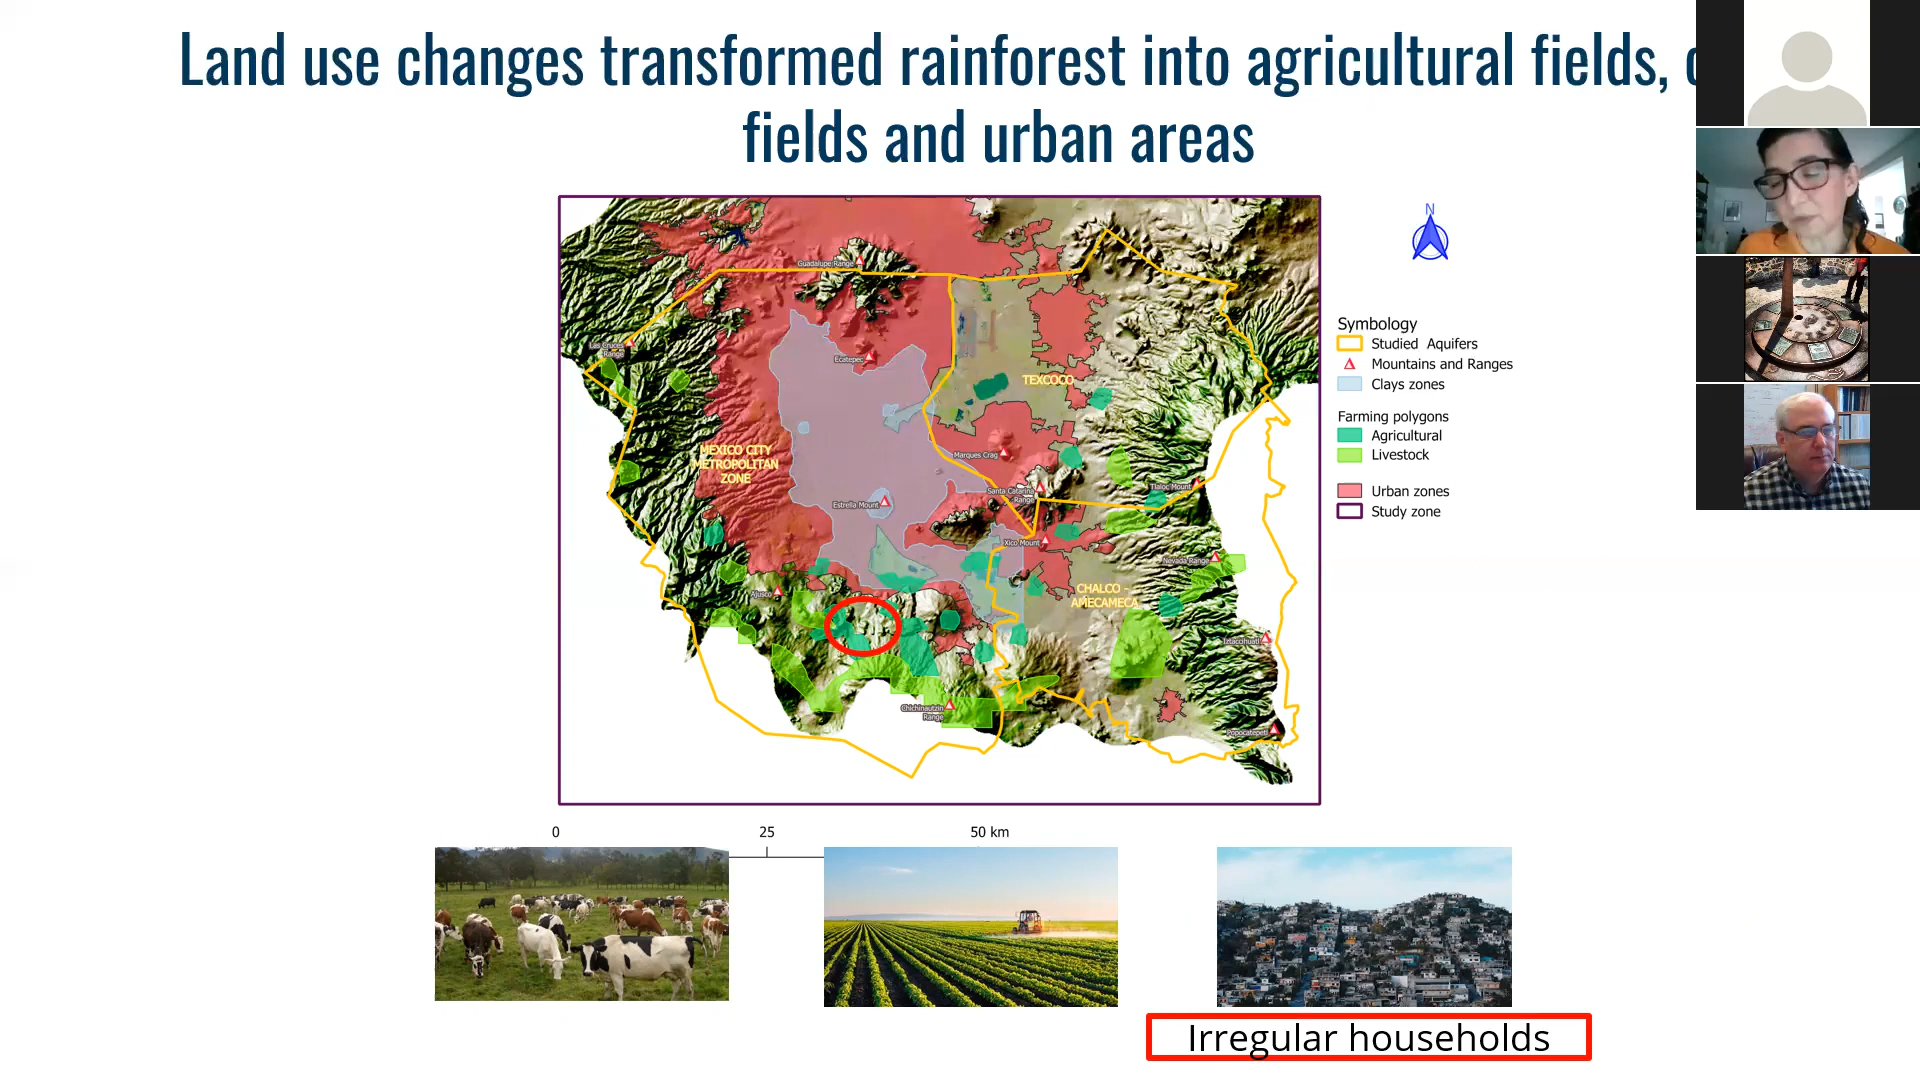 Land use changes transformed rainforest into agricultural fields,
fields and urban areas
N
Guadalupe Range
Las Cruces
Range
Ecatepec
TEXCOCO
MEXICO CITY
METROPOLITAN
ZONE
Marques Crag
Santa Catarina
Range
Tlaloc Mount
Estrella Mount
Xico Mount
Nevada Range
Ajusco
CHALCO -
AMECAMECA
Iztaccihuatl
Chichinautzin
Range
Popocatepetl
Symbology
Studied Aquifers
Mountains and Ranges
Clays zones
Farming polygons
Agricultural
Livestock
Urban zones
Study zone
0 25 50 km
Irregular households